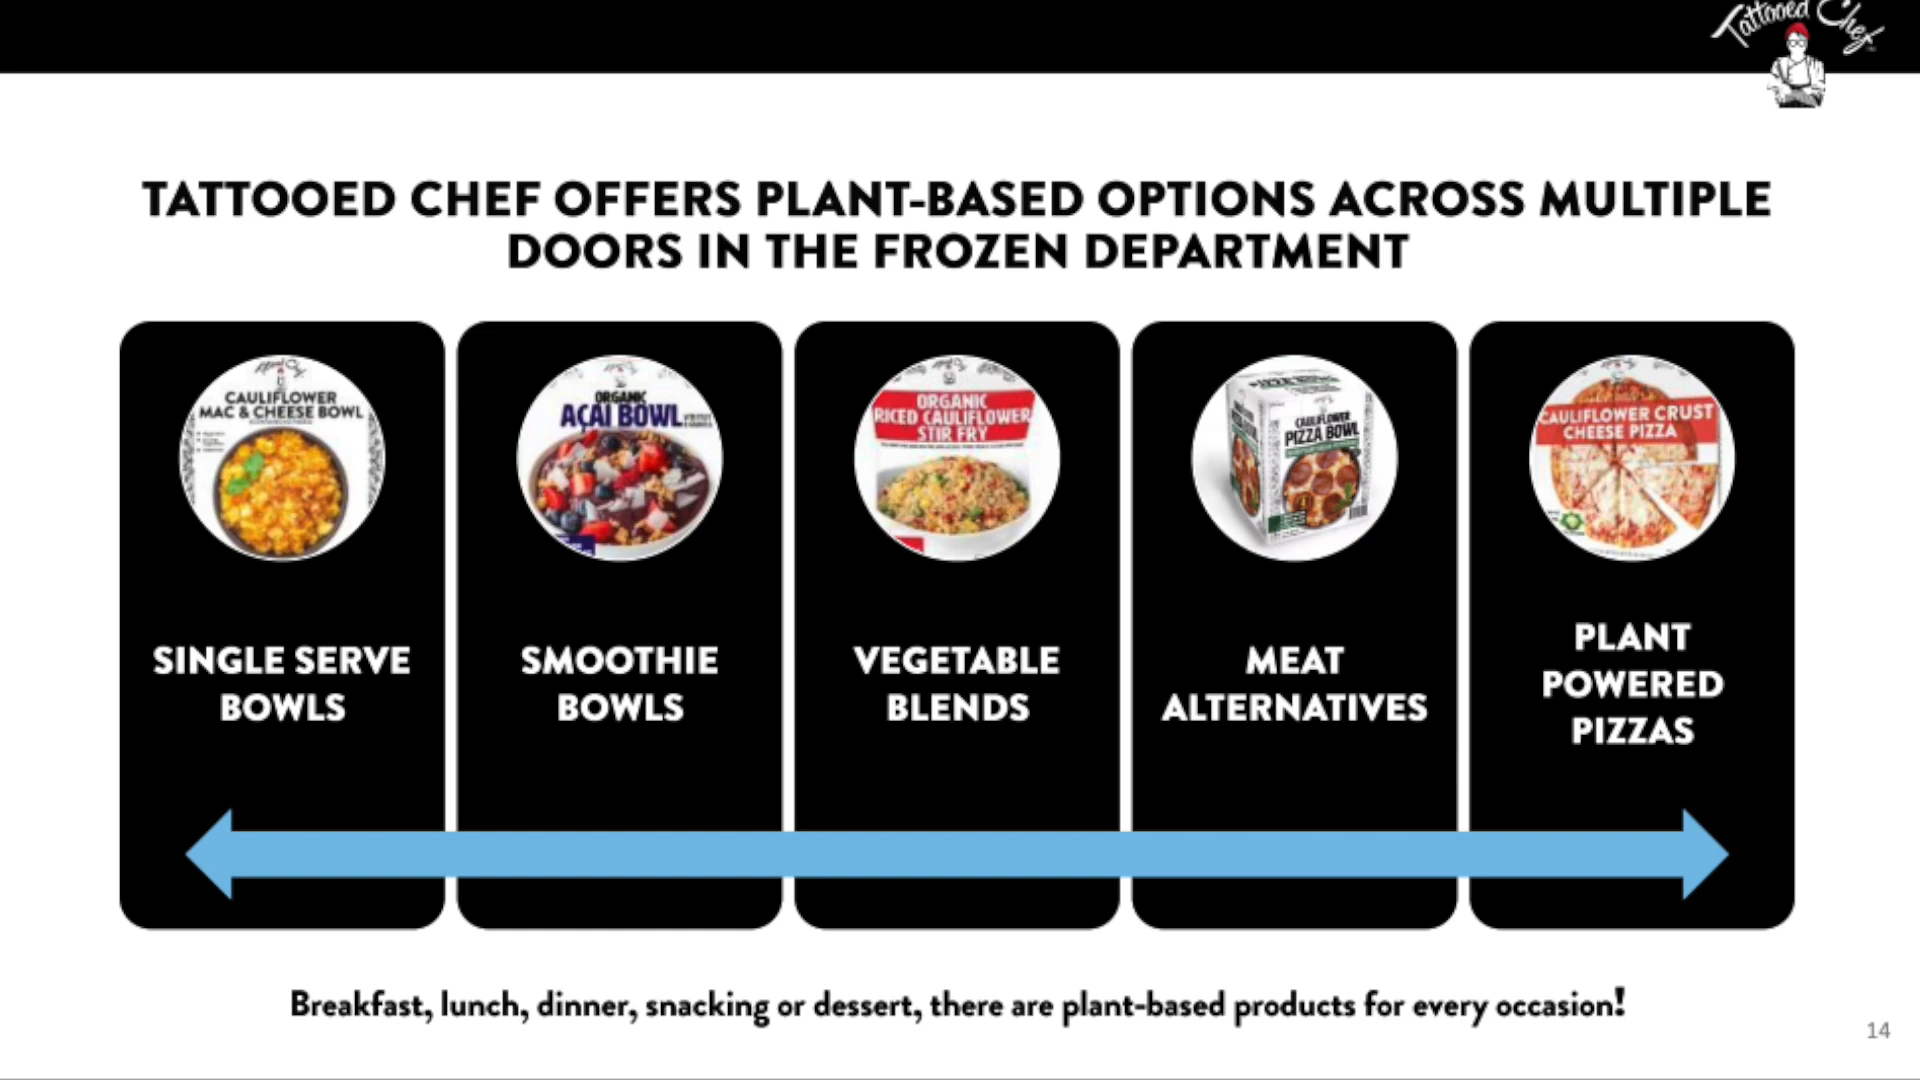 Tattooed Chef
TATTOOED CHEF OFFERS PLANT-BASED OPTIONS ACROSS MULTIPLE
DOORS IN THE FROZEN DEPARTMENT
CAULIFLOWER
MAC & CHEESE BOWL
ORGANIC
AÇAI BOWL
ORGANIC
RICED CAULIFLOWER
STIR FRY
PIZZA BOWL
CAULIFLOWER
PIZZA BOWL
CAULIFLOWER CRUST
CHEESE PIZZA
SINGLE SERVE
BOWLS
SMOOTHIE
BOWLS
VEGETABLE
BLENDS
MEAT
ALTERNATIVES
PLANT
POWERED
PIZZAS
Breakfast, lunch, dinner, snacking or dessert, there are plant-based products for every occasion!
14